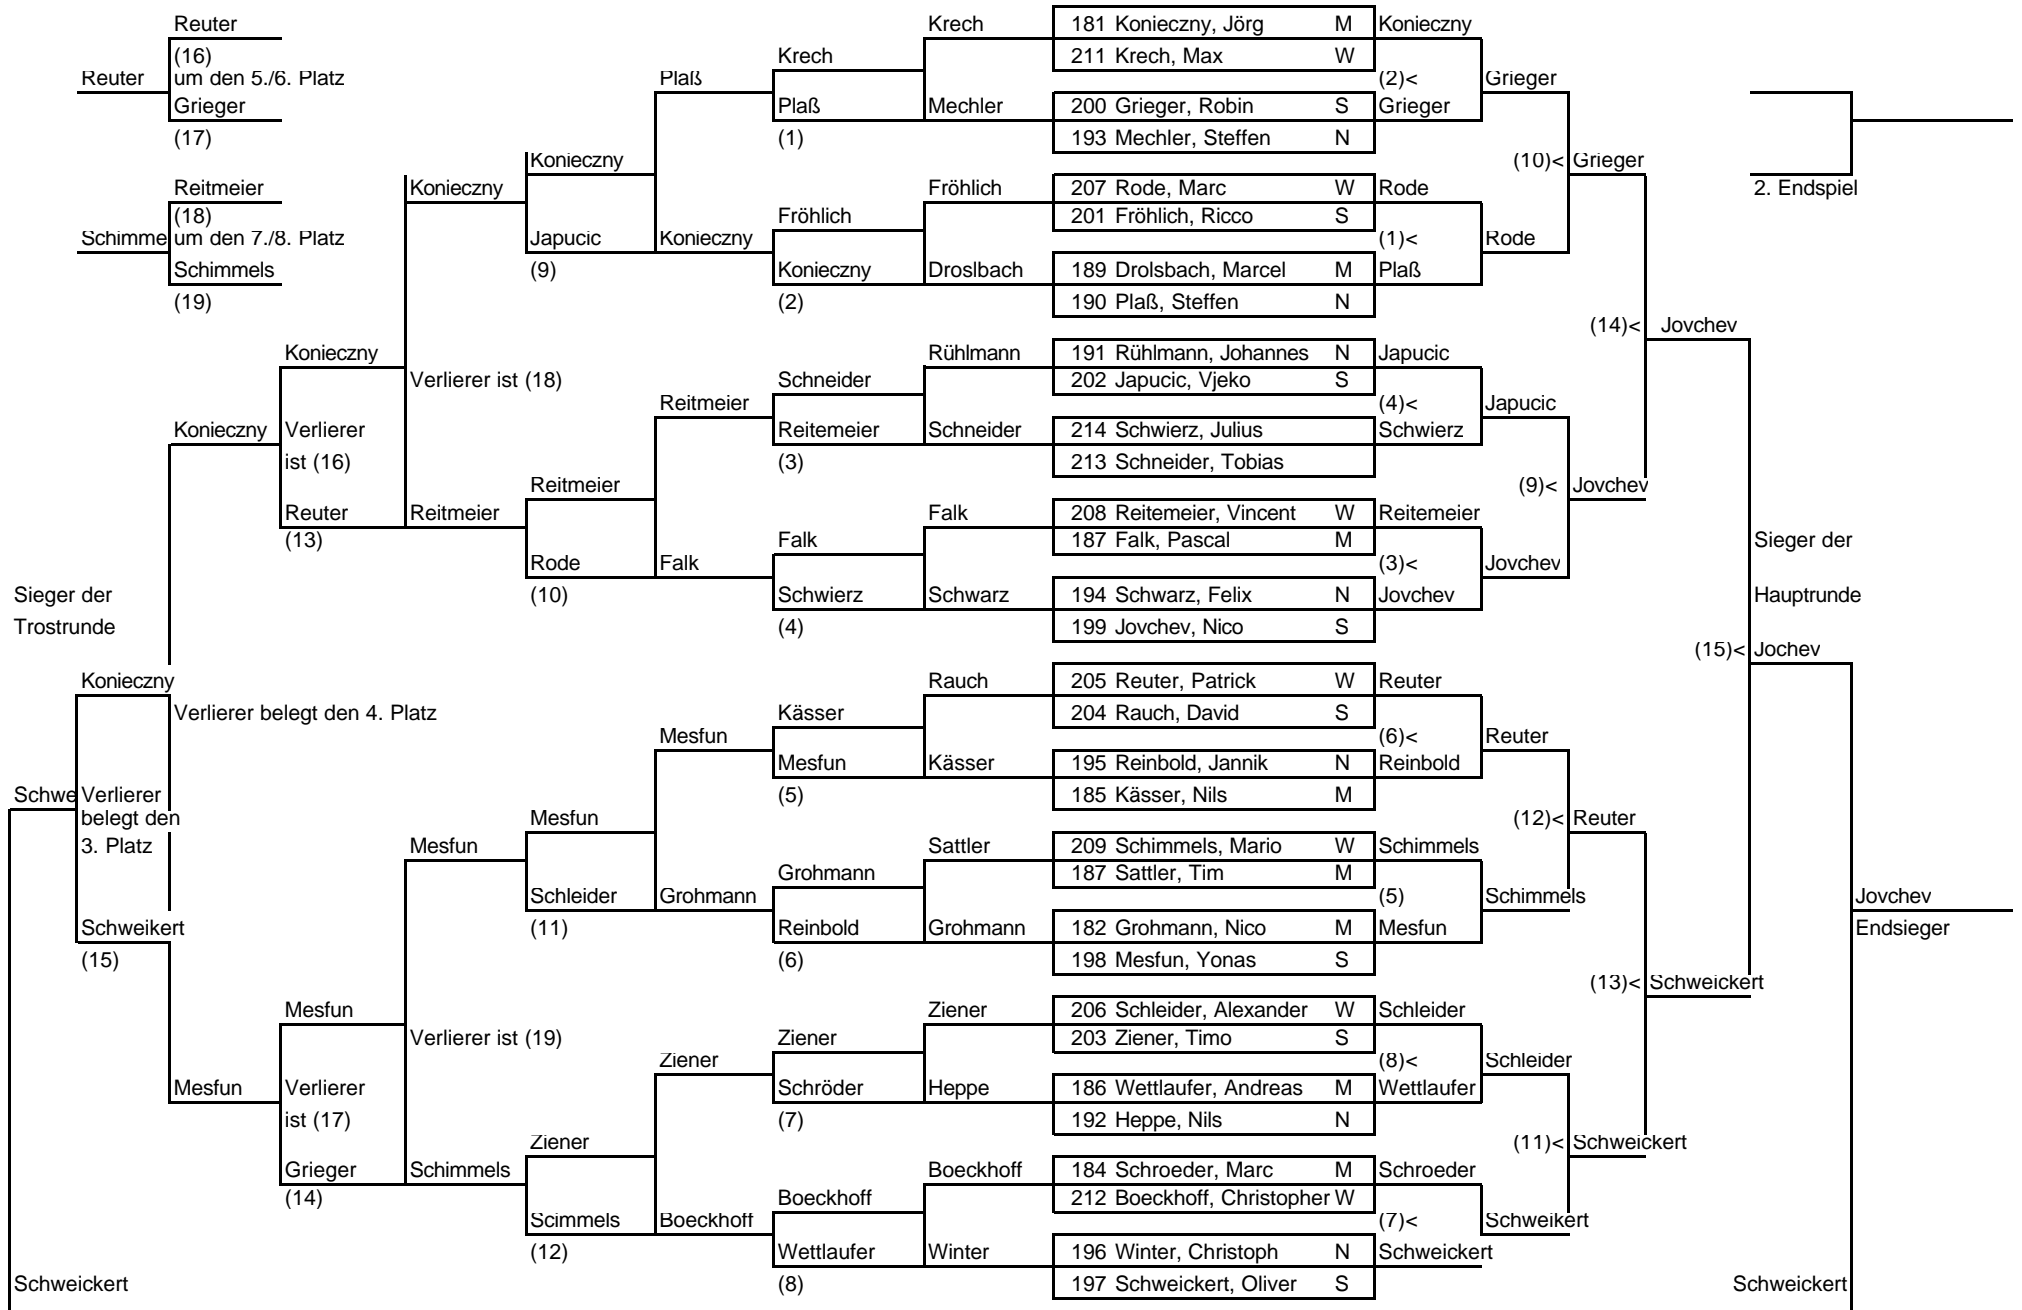 Reuter Krech 181 Konieczny, Jörg M Konieczny
(16) Krech 211 Krech, Max W
Reuter um den 5./6. Platz Plaß (2)< Grieger
Grieger Plaß Mechler 200 Grieger, Robin S Grieger
(17) (1) 193 Mechler, Steffen N
Konieczny (10)< Grieger
Reitmeier Konieczny Fröhlich 207 Rode, Marc W Rode 2. Endspiel
(18) Fröhlich 201 Fröhlich, Ricco S
Schimme um den 7./8. Platz Japucic Konieczny (1)< Rode
Schimmels (9) Konieczny Droslbach 189 Drolsbach, Marcel M Plaß
(19) (2) 190 Plaß, Steffen N
(14)< Jovchev
Konieczny Rühlmann 191 Rühlmann, Johannes N Japucic
Verlierer ist (18) Schneider 202 Japucic, Vjeko S
Reitmeier (4)< Japucic
Konieczny Verlierer Reitemeier Schneider 214 Schwierz, Julius Schwierz
ist (16) (3) 213 Schneider, Tobias
Reitmeier (9)< Jovchev
Reuter Reitmeier Falk 208 Reitemeier, Vincent W Reitemeier
(13) Falk 187 Falk, Pascal M Sieger der
Rode Falk (3)< Jovchev
Sieger der (10) Schwierz Schwarz 194 Schwarz, Felix N Jovchev Hauptrunde
Trostrunde (4) 199 Jovchev, Nico S
(15)< Jochev
Konieczny Rauch 205 Reuter, Patrick W Reuter
Verlierer belegt den 4. Platz Kässer 204 Rauch, David S
Mesfun (6)< Reuter
Mesfun Kässer 195 Reinbold, Jannik N Reinbold
Schwe Verlierer (5) 185 Kässer, Nils M
belegt den Mesfun (12)< Reuter
3. Platz Mesfun Sattler 209 Schimmels, Mario W Schimmels
Grohmann 187 Sattler, Tim M
Schleider Grohmann (5) Schimmels Jovchev
Schweikert (11) Reinbold Grohmann 182 Grohmann, Nico M Mesfun Endsieger
(15) (6) 198 Mesfun, Yonas S
(13)< Schweickert
Mesfun Ziener 206 Schleider, Alexander W Schleider
Verlierer ist (19) Ziener 203 Ziener, Timo S
Ziener (8)< Schleider
Mesfun Verlierer Schröder Heppe 186 Wettlaufer, Andreas M Wettlaufer
ist (17) (7) 192 Heppe, Nils N
Ziener (11)< Schweickert
Grieger Schimmels Boeckhoff 184 Schroeder, Marc M Schroeder
(14) Boeckhoff 212 Boeckhoff, Christopher W
Scimmels Boeckhoff (7)< Schweikert
(12) Wettlaufer Winter 196 Winter, Christoph N Schweickert
Schweickert (8) 197 Schweickert, Oliver S Schweickert